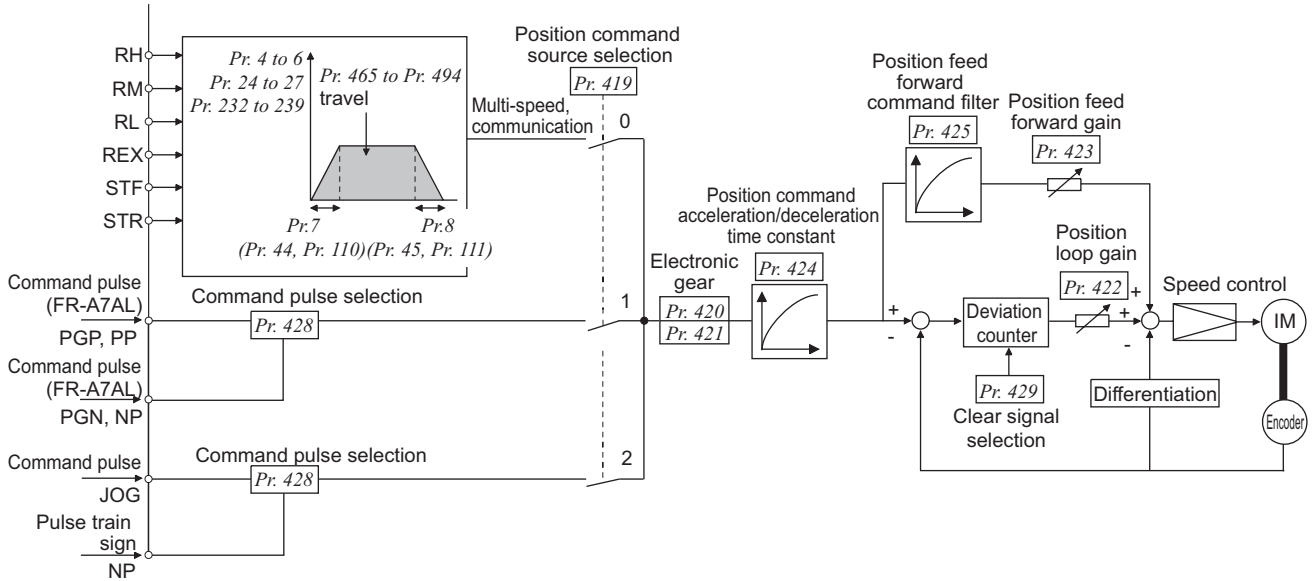 RH
RM
RL
REX
STF
STR
Pr. 4 to 6
Pr. 24 to 27
Pr. 232 to 239
Pr. 465 to Pr. 494
travel
Pr.7
(Pr. 44, Pr. 110)
Pr.8
(Pr. 45, Pr. 111)
Multi-speed,
communication
Position command
source selection
Pr. 419
0
1
2
Command pulse
(FR-A7AL)
PGP, PP
Command pulse selection
Pr. 428
Command pulse
(FR-A7AL)
PGN, NP
Command pulse
JOG
Command pulse selection
Pr. 428
Pulse train
sign
NP
Electronic
gear
Pr. 420
Pr. 421
Position command
acceleration/deceleration
time constant
Pr. 424
Position feed
forward
command filter
Pr. 425
Position feed
forward gain
Pr. 423
+
-
Deviation
counter
Pr. 429
Clear signal
selection
Position
loop gain
Pr. 422
+
+
-
Speed control
IM
Differentiation
Encoder